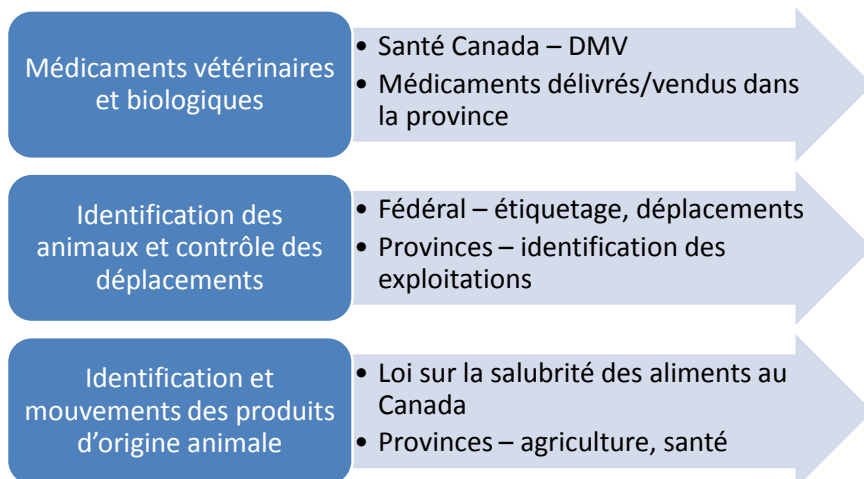 Médicaments vétérinaires
et biologiques
• Santé Canada – DMV
• Médicaments délivrés/vendus dans
la province
Identification des
animaux et contrôle des
déplacements
• Fédéral – étiquetage, déplacements
• Provinces – identification des
exploitations
Identification et
mouvements des produits
d'origine animale
• Loi sur la salubrité des aliments au
Canada
• Provinces – agriculture, santé